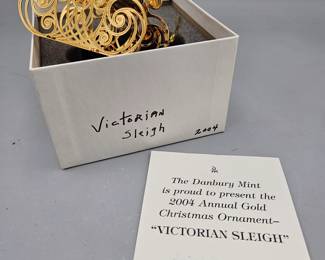 Victorian
Sleigh
2004
The Danbury Mint
is proud to present the
2004 Annual Gold
Christmas Ornament–
"VICTORIAN SLEIGH"